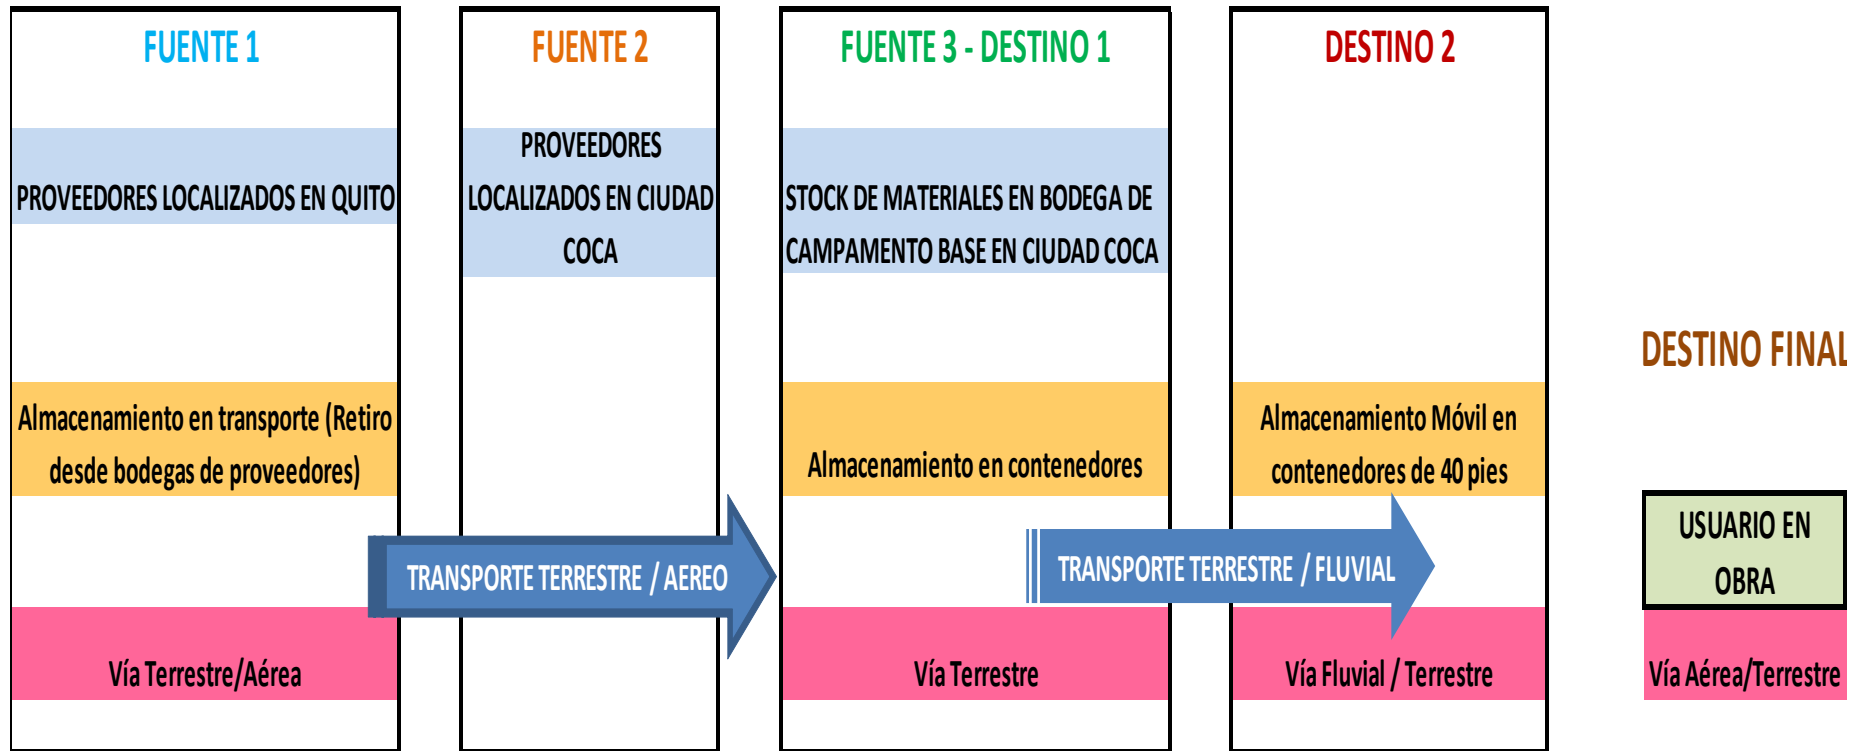 FUENTE 1
PROVEEDORES LOCALIZADOS EN QUITO
Almacenamiento en transporte (Retiro
desde bodegas de proveedores)
Vía Terrestre/Aérea
FUENTE 2
PROVEEDORES
LOCALIZADOS EN CIUDAD
COCA
TRANSPORTE TERRESTRE / AEREO
FUENTE 3 - DESTINO 1
STOCK DE MATERIALES EN BODEGA DE
CAMPAMENTO BASE EN CIUDAD COCA
Almacenamiento en contenedores
Vía Terrestre
TRANSPORTE TERRESTRE / FLUVIAL
DESTINO 2
Almacenamiento Móvil en
contenedores de 40 pies
Vía Fluvial / Terrestre
DESTINO FINAL
USUARIO EN
OBRA
Vía Aérea/Terrestre